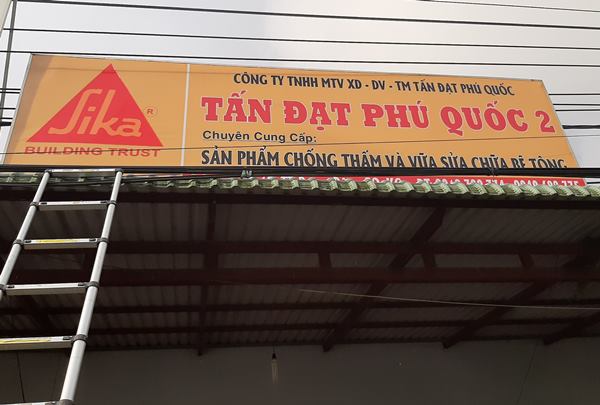 Sika®
BUILDING TRUST
CÔNG TY TNHH MTV XD - DV - TM TẤN ĐẠT PHÚ QUỐC
TẤN ĐẠT PHÚ QUỐC 2
Chuyên Cung Cấp:
SẢN PHẨM CHỐNG THẤM VÀ VỮA SỬA CHỮA BÊ TÔNG